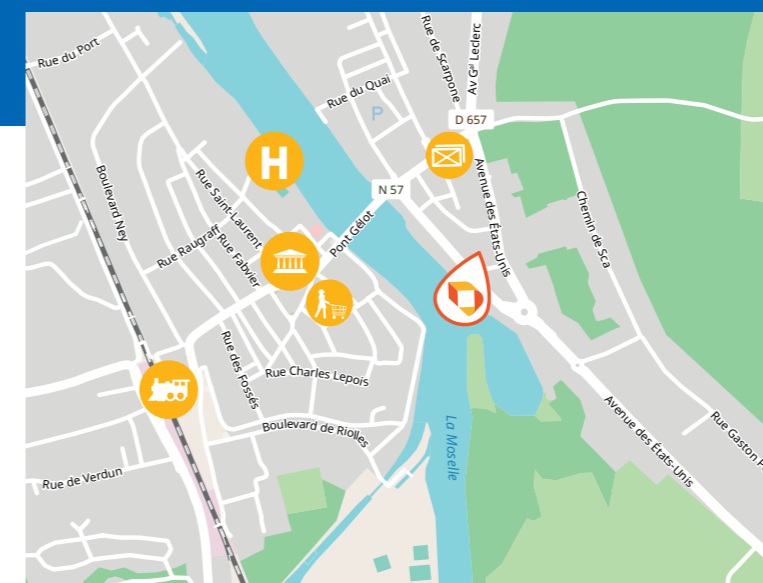 Rue du Port
Rue de Scarpone
Av Gal Leclerc
Rue du Quai
P
D 657
H
Boulevard Ney
Rue Saint-Laurent
N 57
Avenue des États-Unis
Chemin de Sca
Rue Raugraff
Rue Fabvier
Pont Gélot
Rue des Fossés
Rue Charles Lepois
Boulevard de Riolles
La Moselle
Avenue des États-Unis
Rue Gaston
Rue de Verdun